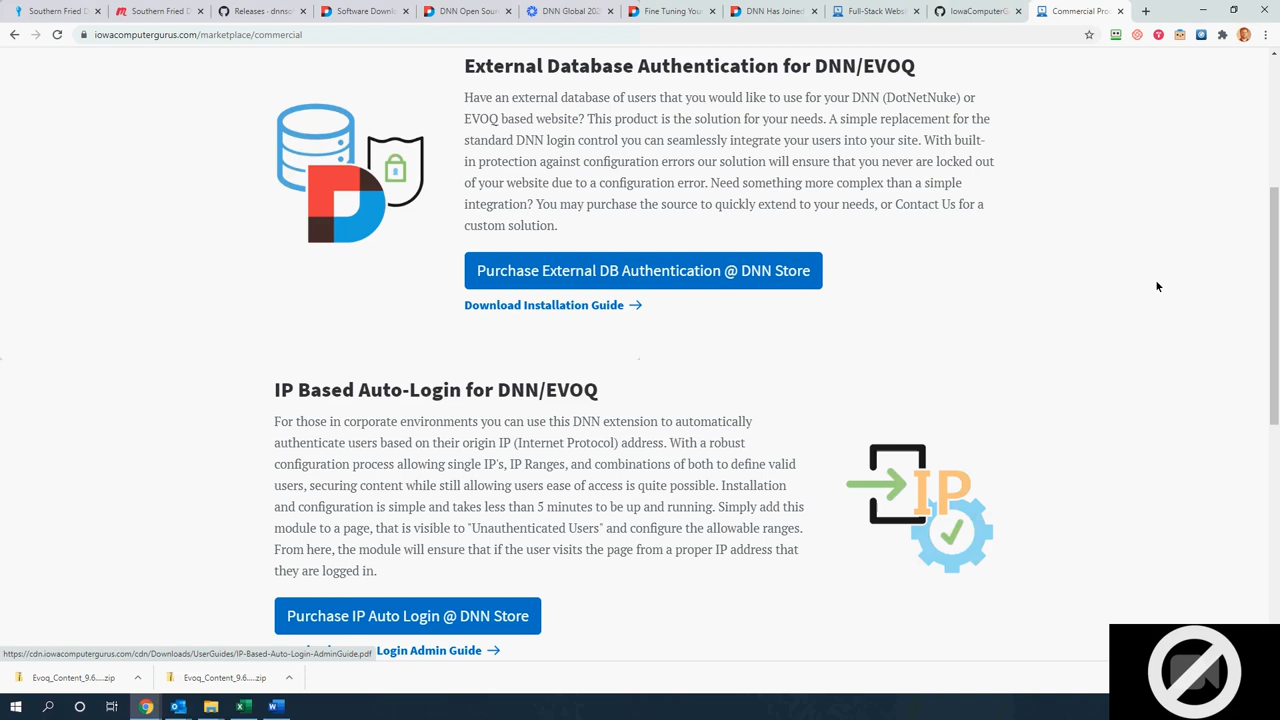 Southern Fried D
Southern Fried D
Releases · dnnso
Software Downl
DNN Open Sour
DNN Global 202
Fine Tuning You
DNN Has Joined
Full-Stack Webs
IowaComputerG
Commercial Pro
iowacomputergurus.com/marketplace/commercial
External Database Authentication for DNN/EVOQ
Have an external database of users that you would like to use for your DNN (DotNetNuke) or
EVOQ based website? This product is the solution for your needs. A simple replacement for the
standard DNN login control you can seamlessly integrate your users into your site. With built-
in protection against configuration errors our solution will ensure that you never are locked out
of your website due to a configuration error. Need something more complex than a simple
integration? You may purchase the source to quickly extend to your needs, or Contact Us for a
custom solution.
Purchase External DB Authentication @ DNN Store
Download Installation Guide
IP Based Auto-Login for DNN/EVOQ
For those in corporate environments you can use this DNN extension to automatically
authenticate users based on their origin IP (Internet Protocol) address. With a robust
configuration process allowing single IP's, IP Ranges, and combinations of both to define valid
users, securing content while still allowing users ease of access is quite possible. Installation
and configuration is simple and takes less than 5 minutes to be up and running. Simply add this
module to a page, that is visible to "Unauthenticated Users" and configure the allowable ranges.
From here, the module will ensure that if the user visits the page from a proper IP address that
they are logged in.
IP
Purchase IP Auto Login @ DNN Store
Login Admin Guide
https://cdn.iowacomputergurus.com/cdn/Downloads/UserGuides/IP-Based-Auto-Login-AdminGuide.pdf
Evoq_Content_9.6....zip
Evoq_Content_9.6....zip